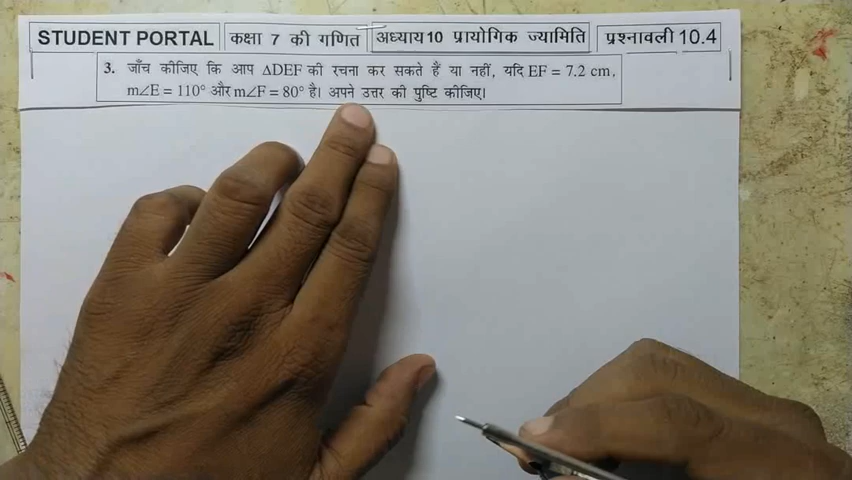 STUDENT PORTAL कक्षा 7 की गणित अध्याय 10 प्रायोगिक ज्यामिति प्रश्नावली 10.4
3. जाँच कीजिए कि आप ΔDEF की रचना कर सकते हैं या नहीं, यदि EF = 7.2 cm,
m∠E = 110° और m∠F = 80° है। अपने उत्तर की पुष्टि कीजिए।